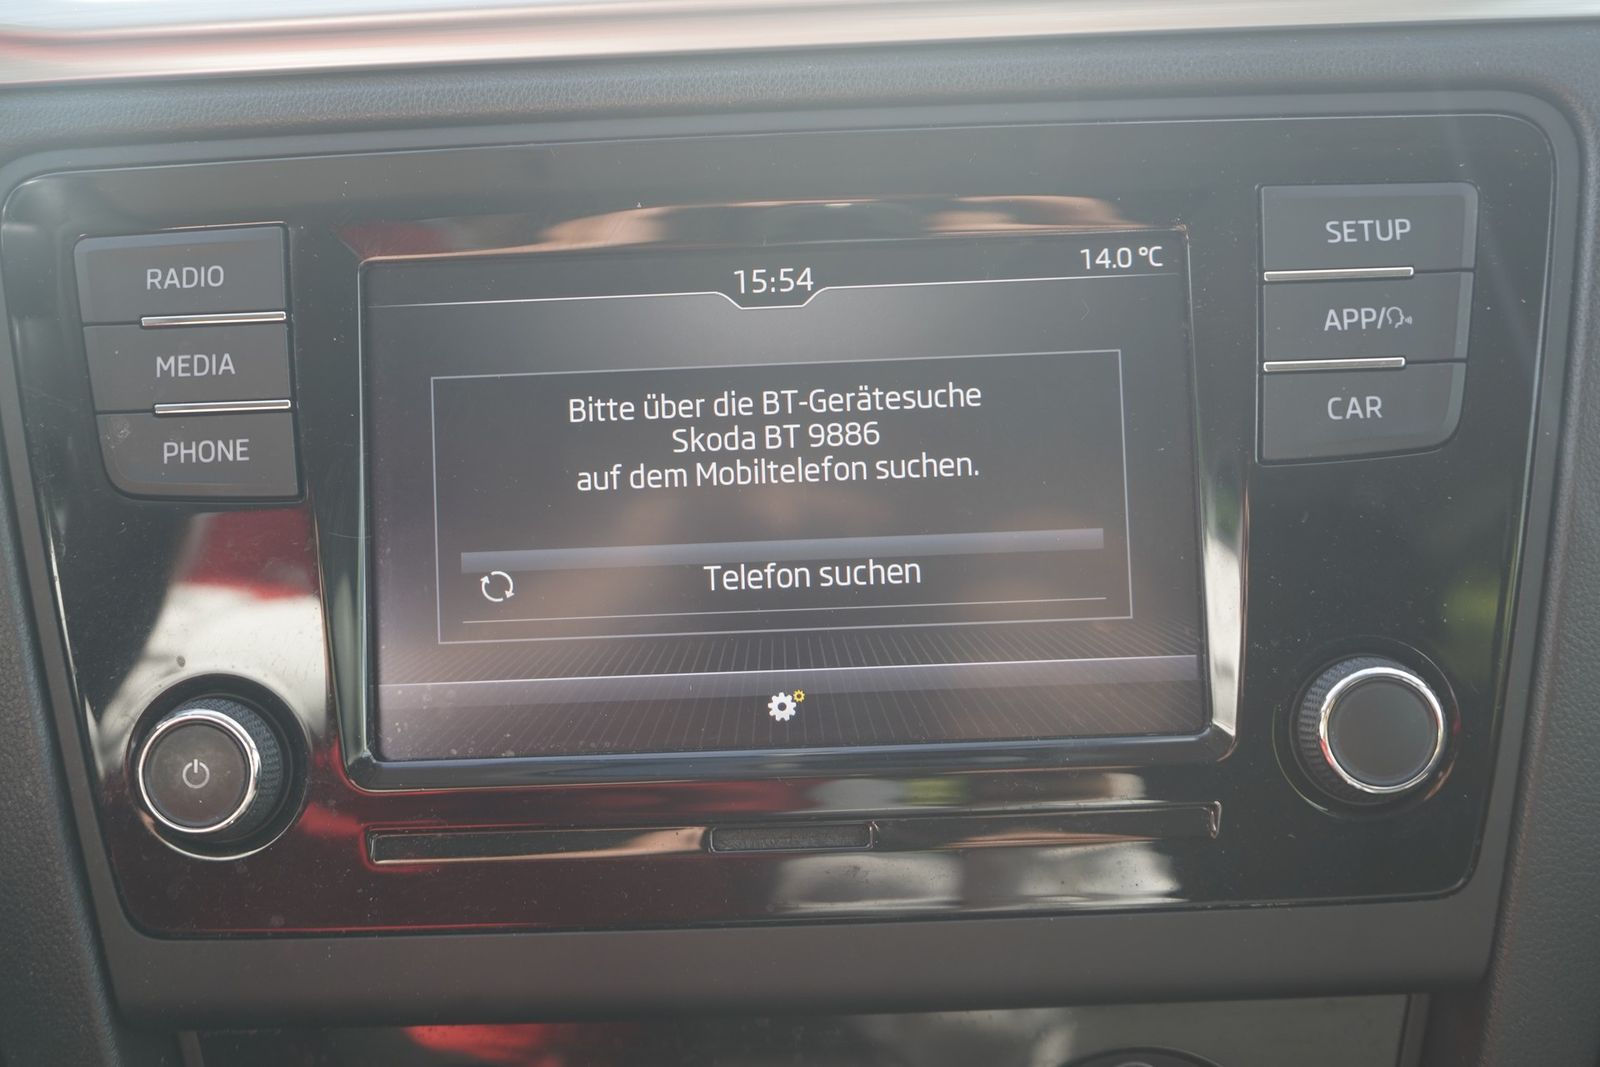 RADIO
MEDIA
PHONE
15:54
14.0 °C
Bitte über die BT-Gerätesuche
Skoda BT 9886
auf dem Mobiltelefon suchen.
Telefon suchen
SETUP
APP/
CAR